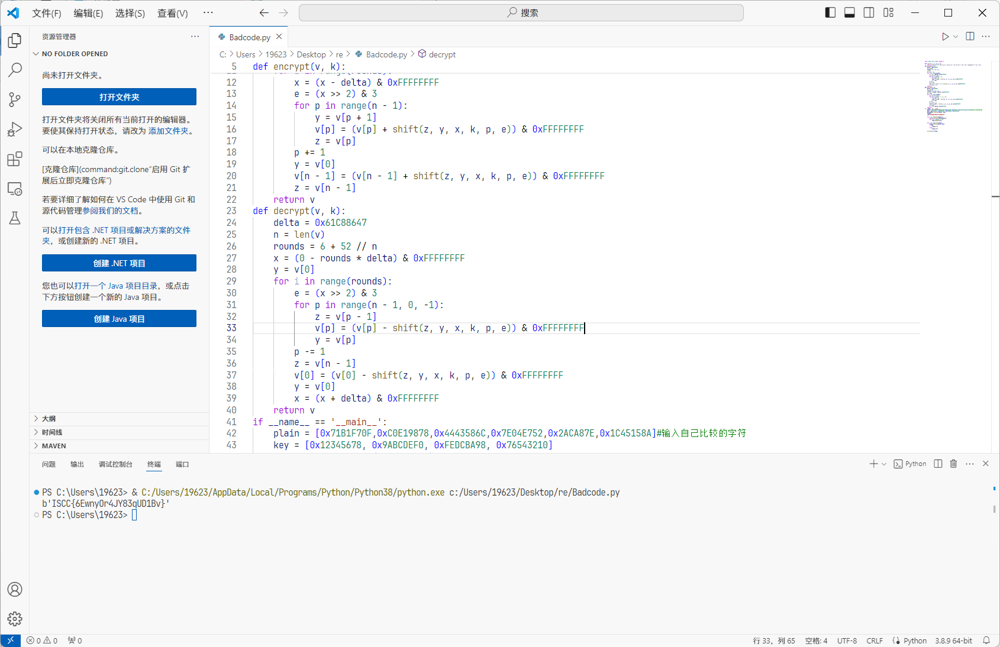 文件(F) 编辑(E) 选择(S) 查看(V) ··· 搜索
资源管理器 ···
NO FOLDER OPENED
尚未打开文件夹。
打开文件夹
打开文件夹将关闭所有当前打开的编辑器。
要使其保持打开状态，请改为 添加文件夹。
可以在本地克隆仓库。
[克隆仓库](command:git.clone“启用 Git 扩
展后立即克隆仓库”)
若要详细了解如何在 VS Code 中使用 Git 和
源代码管理参阅我们的文档。
可以打开包含 .NET 项目或解决方案的文件
夹，或创建新的 .NET 项目。
创建 .NET 项目
您也可以打开一个 Java 项目目录，或点击
下方按钮创建一个新的 Java 项目。
创建 Java 项目
大纲
时间线
MAVEN
Badcode.py
C: > Users > 19623 > Desktop > re > Badcode.py > decrypt
5 def encrypt(v, k):
12 x = (x - delta) & 0xFFFFFFFF
13 e = (x >> 2) & 3
14 for p in range(n - 1):
15 y = v[p + 1]
16 v[p] = (v[p] + shift(z, y, x, k, p, e)) & 0xFFFFFFFF
17 z = v[p]
18 p += 1
19 y = v[0]
20 v[n - 1] = (v[n - 1] + shift(z, y, x, k, p, e)) & 0xFFFFFFFF
21 z = v[n - 1]
22 return v
23 def decrypt(v, k):
24 delta = 0x61C88647
25 n = len(v)
26 rounds = 6 + 52 // n
27 x = (0 - rounds * delta) & 0xFFFFFFFF
28 y = v[0]
29 for i in range(rounds):
30 e = (x >> 2) & 3
31 for p in range(n - 1, 0, -1):
32 z = v[p - 1]
33 v[p] = (v[p] - shift(z, y, x, k, p, e)) & 0xFFFFFFFF
34 y = v[p]
35 p -= 1
36 z = v[n - 1]
37 v[0] = (v[0] - shift(z, y, x, k, p, e)) & 0xFFFFFFFF
38 y = v[0]
39 x = (x + delta) & 0xFFFFFFFF
40 return v
41 if __name__ == '__main__':
42 plain = [0x71B1F70F,0xC0E19878,0x4443586C,0x7E04E752,0x2ACA87E,0x1C45158A]#输入自己比较的字符
43 key = [0x12345678, 0x9ABCDEF0, 0xFEDCBA98, 0x76543210]
问题 输出 调试控制台 终端 端口 Python ···
PS C:\Users\19623> & C:/Users/19623/AppData/Local/Programs/Python/Python38/python.exe c:/Users/19623/Desktop/re/Badcode.py
b'ISCC{6EwnyOr4JY83qUD1Bv}'
PS C:\Users\19623>
0 0 0 行 33，列 65 空格: 4 UTF-8 CRLF Python 3.8.9 64-bit